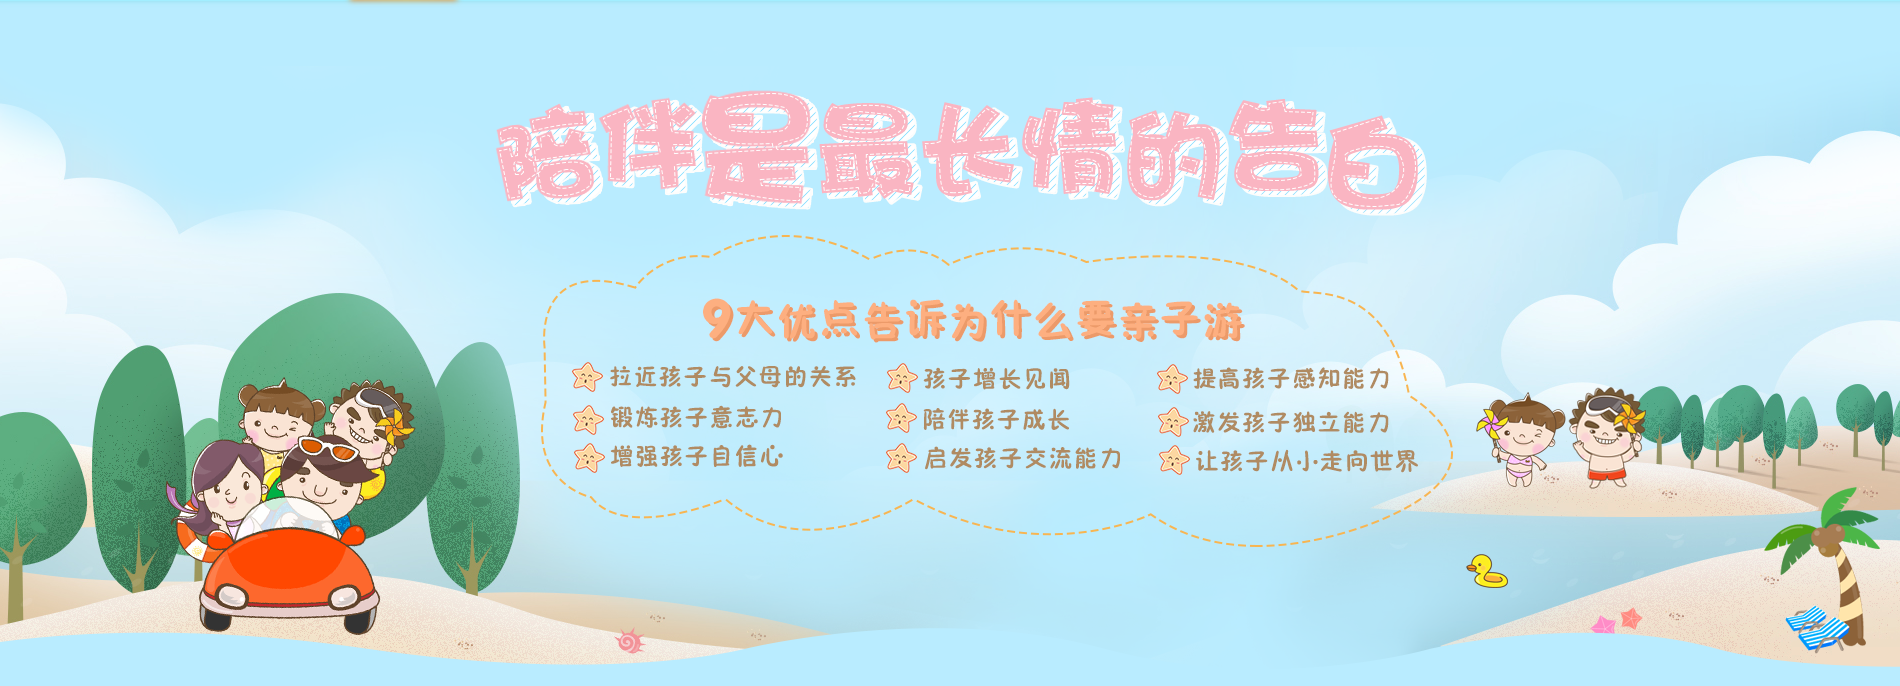 陪伴是最长情的告白
9大优点告诉为什么要亲子游
拉近孩子与父母的关系
孩子增长见闻
提高孩子感知能力
锻炼孩子意志力
陪伴孩子成长
激发孩子独立能力
增强孩子自信心
启发孩子交流能力
让孩子从小走向世界